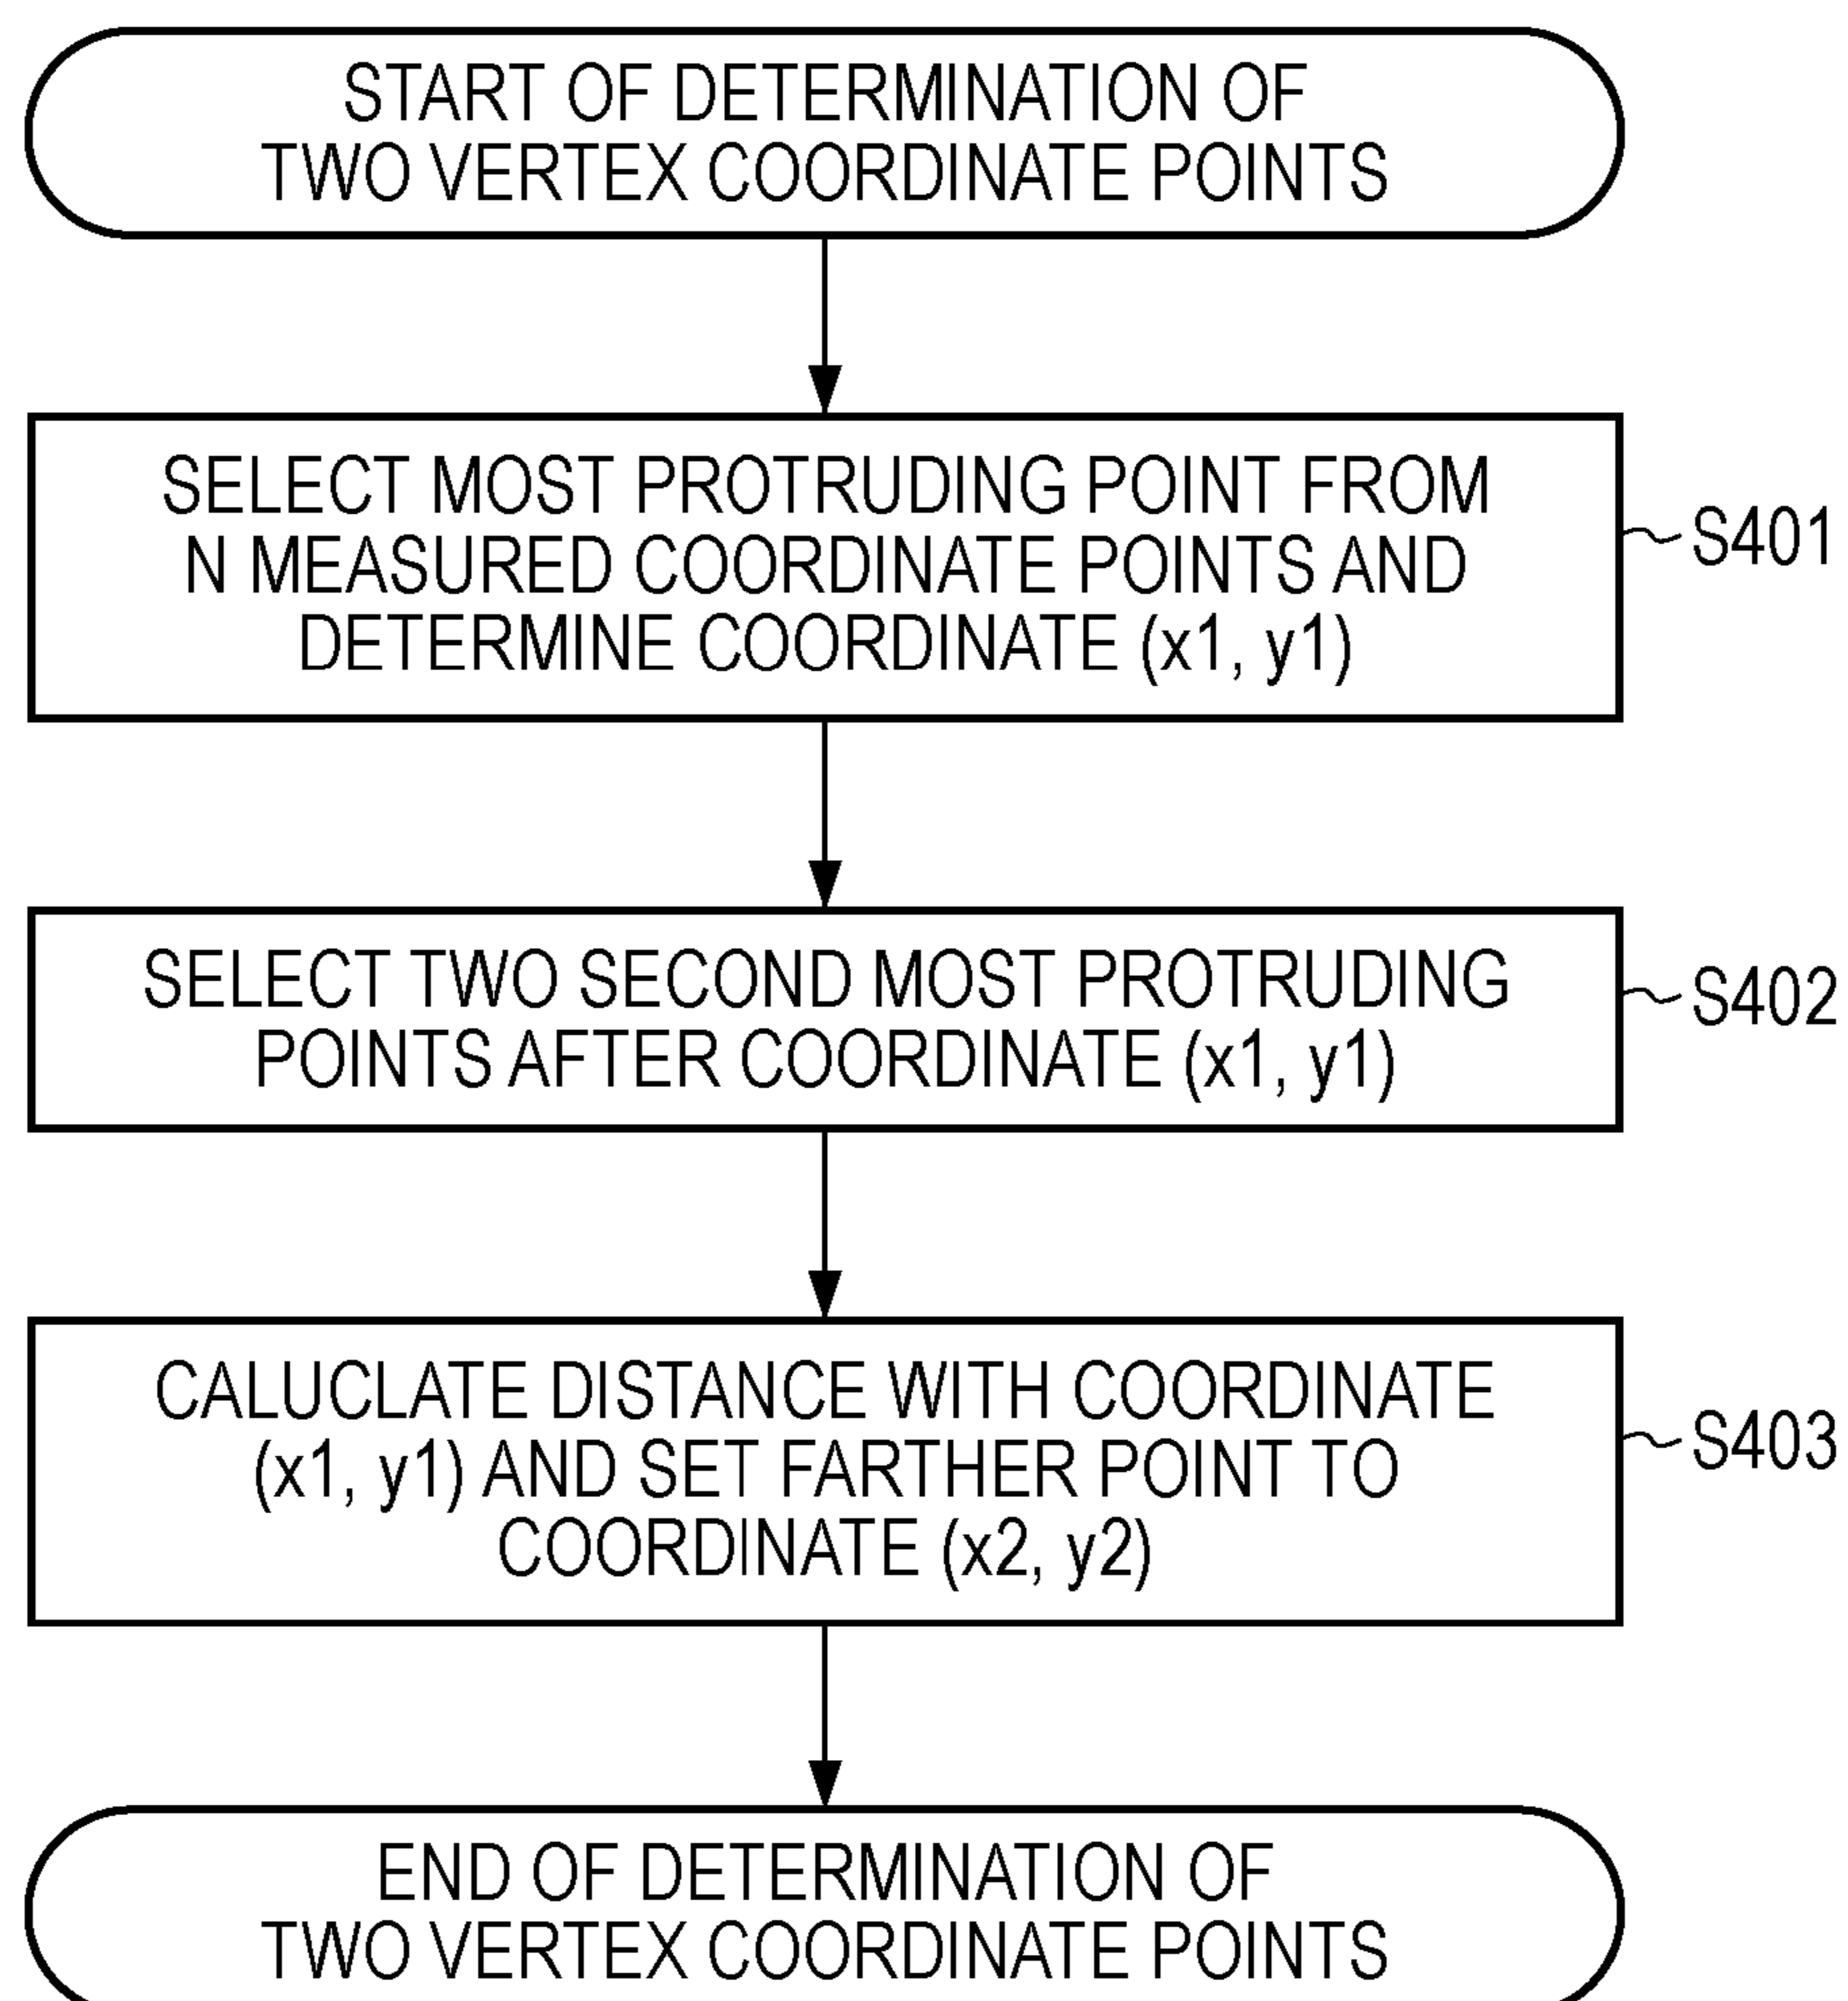 START OF DETERMINATION OF
TWO VERTEX COORDINATE POINTS
SELECT MOST PROTRUDING POINT FROM
N MEASURED COORDINATE POINTS AND
DETERMINE COORDINATE (x1, y1)
S401
SELECT TWO SECOND MOST PROTRUDING
POINTS AFTER COORDINATE (x1, y1)
S402
CALUCLATE DISTANCE WITH COORDINATE
(x1, y1) AND SET FARTHER POINT TO
COORDINATE (x2, y2)
S403
END OF DETERMINATION OF
TWO VERTEX COORDINATE POINTS